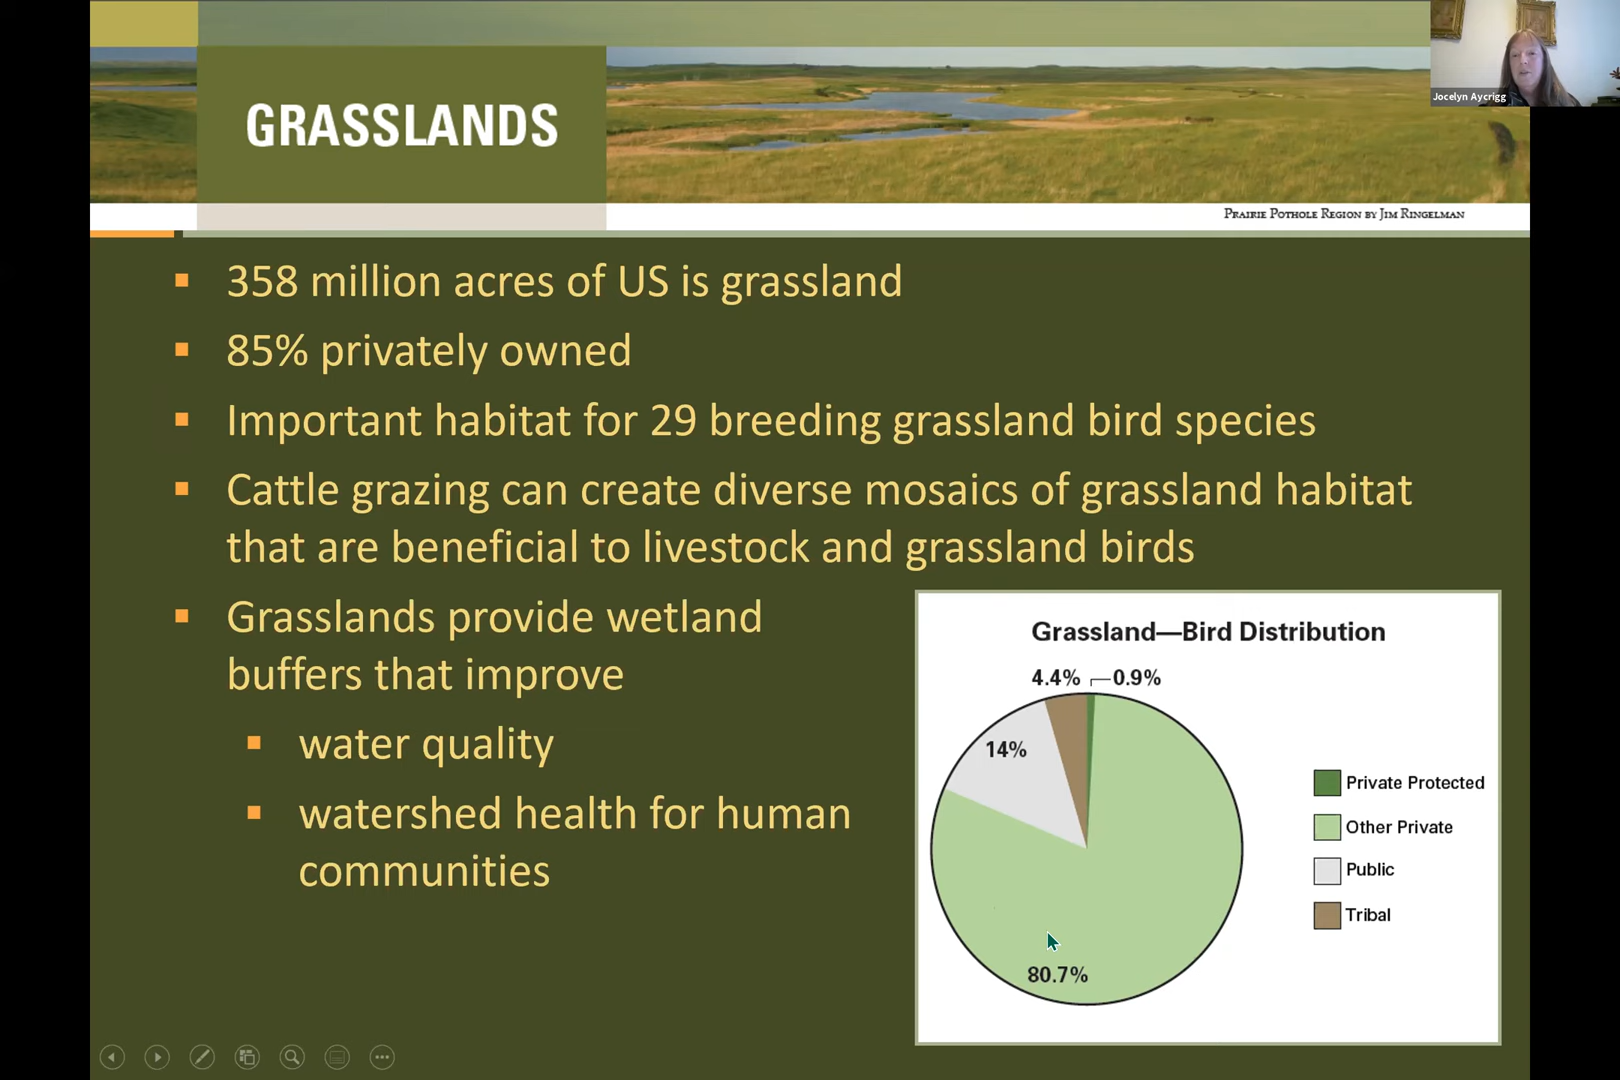 Jocelyn Aycrigg
GRASSLANDS
Prairie Pothole Region by Jim Ringelman
358 million acres of US is grassland
85% privately owned
Important habitat for 29 breeding grassland bird species
Cattle grazing can create diverse mosaics of grassland habitat
that are beneficial to livestock and grassland birds
Grasslands provide wetland
buffers that improve
water quality
watershed health for human
communities
Grassland—Bird Distribution
4.4% 0.9%
14%
80.7%
Private Protected
Other Private
Public
Tribal